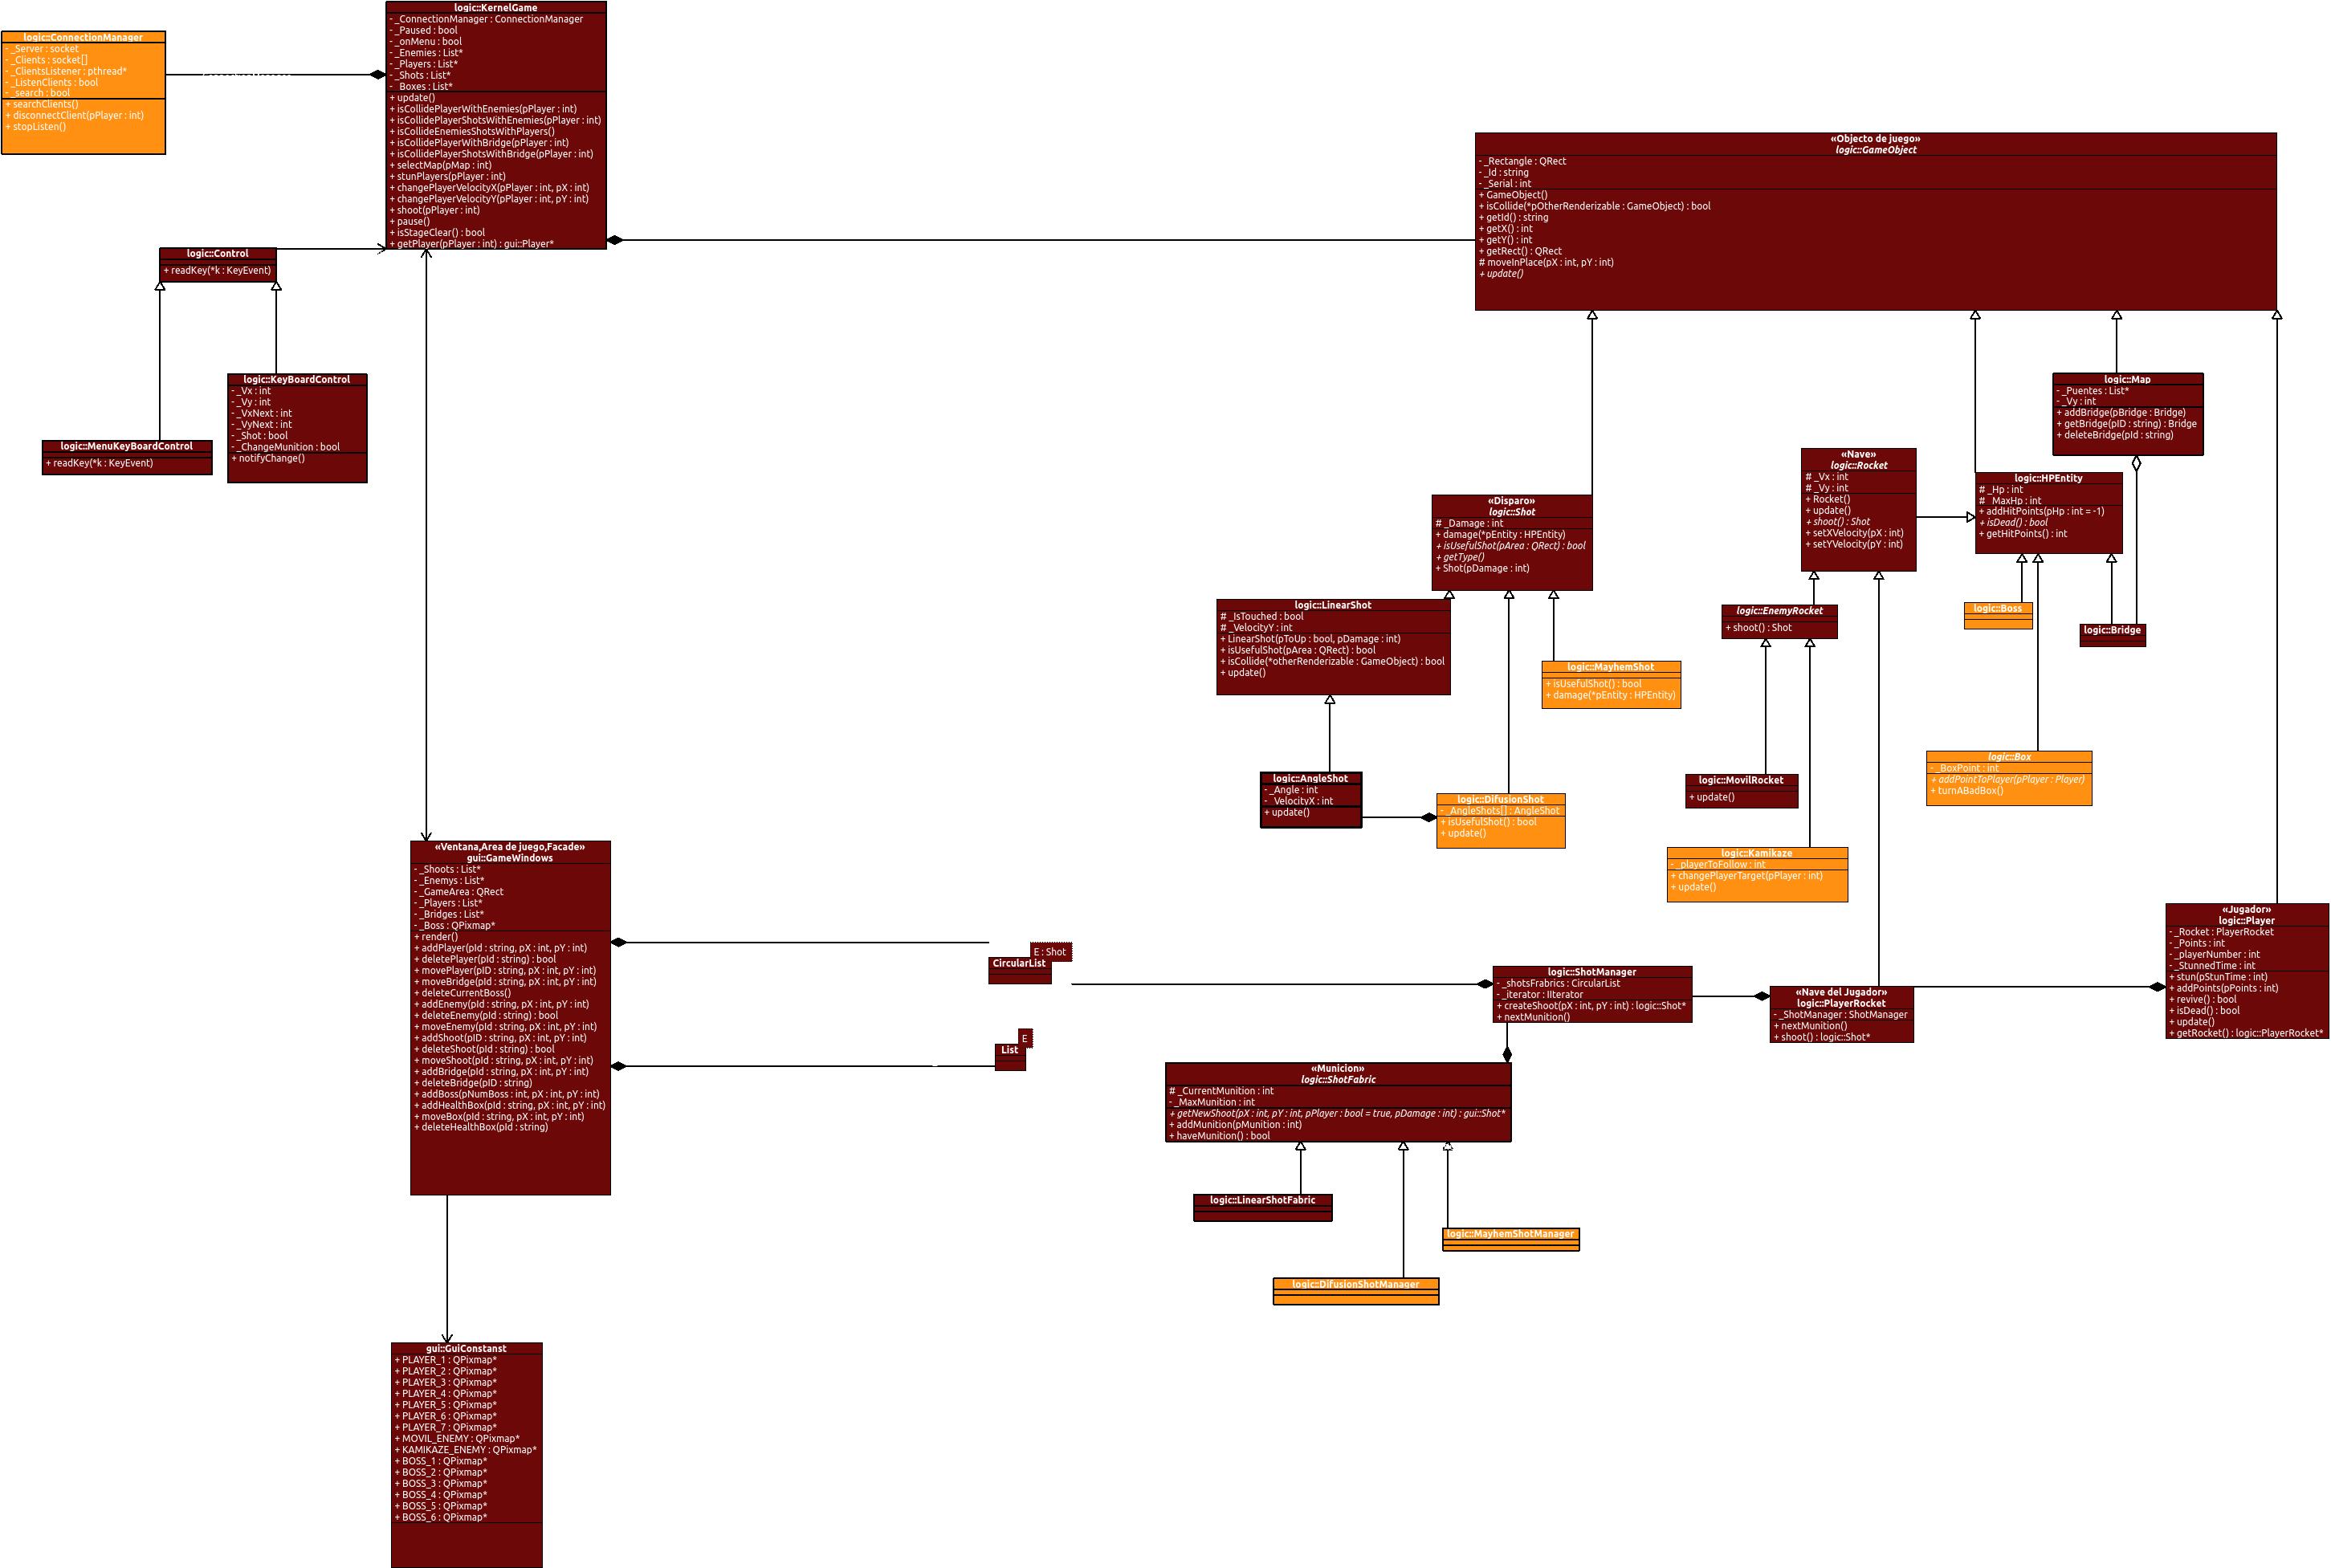 logic::KernelGame
- _ConnectionManager : ConnectionManager
- _Paused : bool
- _onMenu : bool
- _Enemies : List*
- _Players : List*
- _Shots : List*
- _Boxes : List*
+ update()
+ isCollidePlayerWithEnemies(pPlayer : int)
+ isCollidePlayerShotsWithEnemies(pPlayer : int)
+ isCollideEnemiesShotsWithPlayers()
+ isCollidePlayerWithBridge(pPlayer : int)
+ isCollidePlayerShotsWithBridge(pPlayer : int)
+ selectMap(pMap : int)
+ stunPlayers(pPlayer : int)
+ changePlayerVelocityX(pPlayer : int, pX : int)
+ changePlayerVelocityY(pPlayer : int, pY : int)
+ shoot(pPlayer : int)
+ pause()
+ isStageClear() : bool
+ getPlayer(pPlayer : int) : gui::Player*
logic::ConnectionManager
- _Server : socket
- _Clients : socket[]
- _ClientsListener : pthread*
- _ListenClients : bool
- _search : bool
+ searchClients()
+ disconnectClient(pPlayer : int)
+ stopListen()
«Objecto de juego»
logic::GameObject
- _Rectangle : QRect
- _Id : string
- _Serial : int
+ GameObject()
+ isCollide(*pOtherRenderizable : GameObject) : bool
+ getId() : string
+ getX() : int
+ getY() : int
+ getRect() : QRect
# moveInPlace(pX : int, pY : int)
+ update()
logic::Control
+ readKey(*k : KeyEvent)
logic::KeyBoardControl
- _Vx : int
- _Vy : int
- _VxNext : int
- _VyNext : int
- _Shot : bool
- _ChangeMunition : bool
+ notifyChange()
logic::MenuKeyBoardControl
+ readKey(*k : KeyEvent)
logic::Map
- _Puentes : List*
- _Vy : int
+ addBridge(pBridge : Bridge)
+ getBridge(pID : string) : Bridge
+ deleteBridge(pId : string)
«Nave»
logic::Rocket
# _Vx : int
# _Vy : int
+ Rocket()
+ update()
+ shoot() : Shot
+ setXVelocity(pX : int)
+ setYVelocity(pY : int)
logic::HPEntity
# _Hp : int
# _MaxHp : int
+ addHitPoints(pHp : int = -1)
+ isDead() : bool
+ getHitPoints() : int
«Disparo»
logic::Shot
# _Damage : int
+ damage(*pEntity : HPEntity)
+ isUsefulShot(pArea : QRect) : bool
+ getType()
+ Shot(pDamage : int)
logic::LinearShot
# _IsTouched : bool
# _VelocityY : int
+ LinearShot(pToUp : bool, pDamage : int)
+ isUsefulShot(pArea : QRect) : bool
+ isCollide(*otherRenderizable : GameObject) : bool
+ update()
logic::EnemyRocket
+ shoot() : Shot
logic::Boss
logic::Bridge
logic::MayhemShot
+ isUsefulShot() : bool
+ damage(*pEntity : HPEntity)
logic::Box
- _BoxPoint : int
+ addPointToPlayer(pPlayer : Player)
+ turnABadBox()
logic::AngleShot
- _Angle : int
- _VelocityX : int
+ update()
logic::DifusionShot
- _AngleShots[] : AngleShot
+ isUsefulShot() : bool
+ update()
logic::MovilRocket
+ update()
logic::Kamikaze
- _playerToFollow : int
+ changePlayerTarget(pPlayer : int)
+ update()
«Ventana,Area de juego,Facade»
gui::GameWindows
- _Shoots : List*
- _Enemys : List*
- _GameArea : QRect
- _Players : List*
- _Bridges : List*
- _Boss : QPixmap*
+ render()
+ addPlayer(pId : string, pX : int, pY : int)
+ deletePlayer(pId : string) : bool
+ movePlayer(pID : string, pX : int, pY : int)
+ moveBridge(pId : string, pX : int, pY : int)
+ deleteCurrentBoss()
+ addEnemy(pId : string, pX : int, pY : int)
+ deleteEnemy(pId : string) : bool
+ moveEnemy(pId : string, pX : int, pY : int)
+ addShoot(pID : string, pX : int, pY : int)
+ deleteShoot(pId : string) : bool
+ moveShoot(pId : string, pX : int, pY : int)
+ addBridge(pId : string, pX : int, pY : int)
+ deleteBridge(pID : string)
+ addBoss(pNumBoss : int, pX : int, pY : int)
+ addHealthBox(pId : string, pX : int, pY : int)
+ moveBox(pId : string, pX : int, pY : int)
+ deleteHealthBox(pId : string)
E : Shot
CircularList
E
List
logic::ShotManager
- _shotsFrabrics : CircularList
- _iterator : IIterator
+ createShoot(pX : int, pY : int) : logic::Shot*
+ nextMunition()
«Nave del Jugador»
logic::PlayerRocket
- _ShotManager : ShotManager
+ nextMunition()
+ shoot() : logic::Shot*
«Jugador»
logic::Player
- _Rocket : PlayerRocket
- _Points : int
- _playerNumber : int
- _StunnedTime : int
+ stun(pStunTime : int)
+ addPoints(pPoints : int)
+ revive() : bool
+ isDead() : bool
+ update()
+ getRocket() : logic::PlayerRocket*
«Municion»
logic::ShotFabric
# _CurrentMunition : int
- _MaxMunition : int
+ getNewShoot(pX : int, pY : int, pPlayer : bool = true, pDamage : int) : gui::Shot*
+ addMunition(pMunition : int)
+ haveMunition() : bool
logic::LinearShotFabric
logic::MayhemShotManager
logic::DifusionShotManager
gui::GuiConstanst
+ PLAYER_1 : QPixmap*
+ PLAYER_2 : QPixmap*
+ PLAYER_3 : QPixmap*
+ PLAYER_4 : QPixmap*
+ PLAYER_5 : QPixmap*
+ PLAYER_6 : QPixmap*
+ PLAYER_7 : QPixmap*
+ MOVIL_ENEMY : QPixmap*
+ KAMIKAZE_ENEMY : QPixmap*
+ BOSS_1 : QPixmap*
+ BOSS_2 : QPixmap*
+ BOSS_3 : QPixmap*
+ BOSS_4 : QPixmap*
+ BOSS_5 : QPixmap*
+ BOSS_6 : QPixmap*